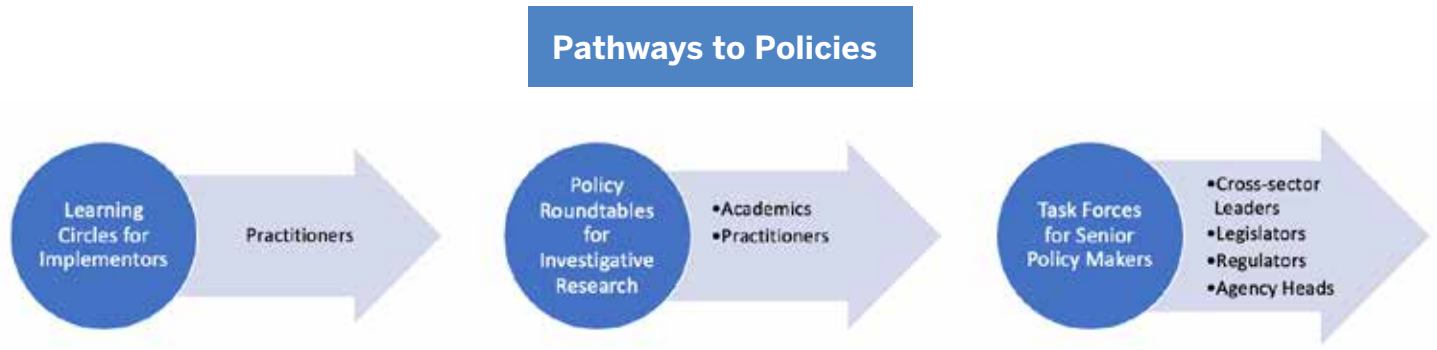 Pathways to Policies
Learning
Circles for
Implementors
Practitioners
Policy
Roundtables
for
Investigative
Research
•Academics
•Practitioners
Task Forces
for Senior
Policy Makers
•Cross-sector
Leaders
•Legislators
•Regulators
•Agency Heads